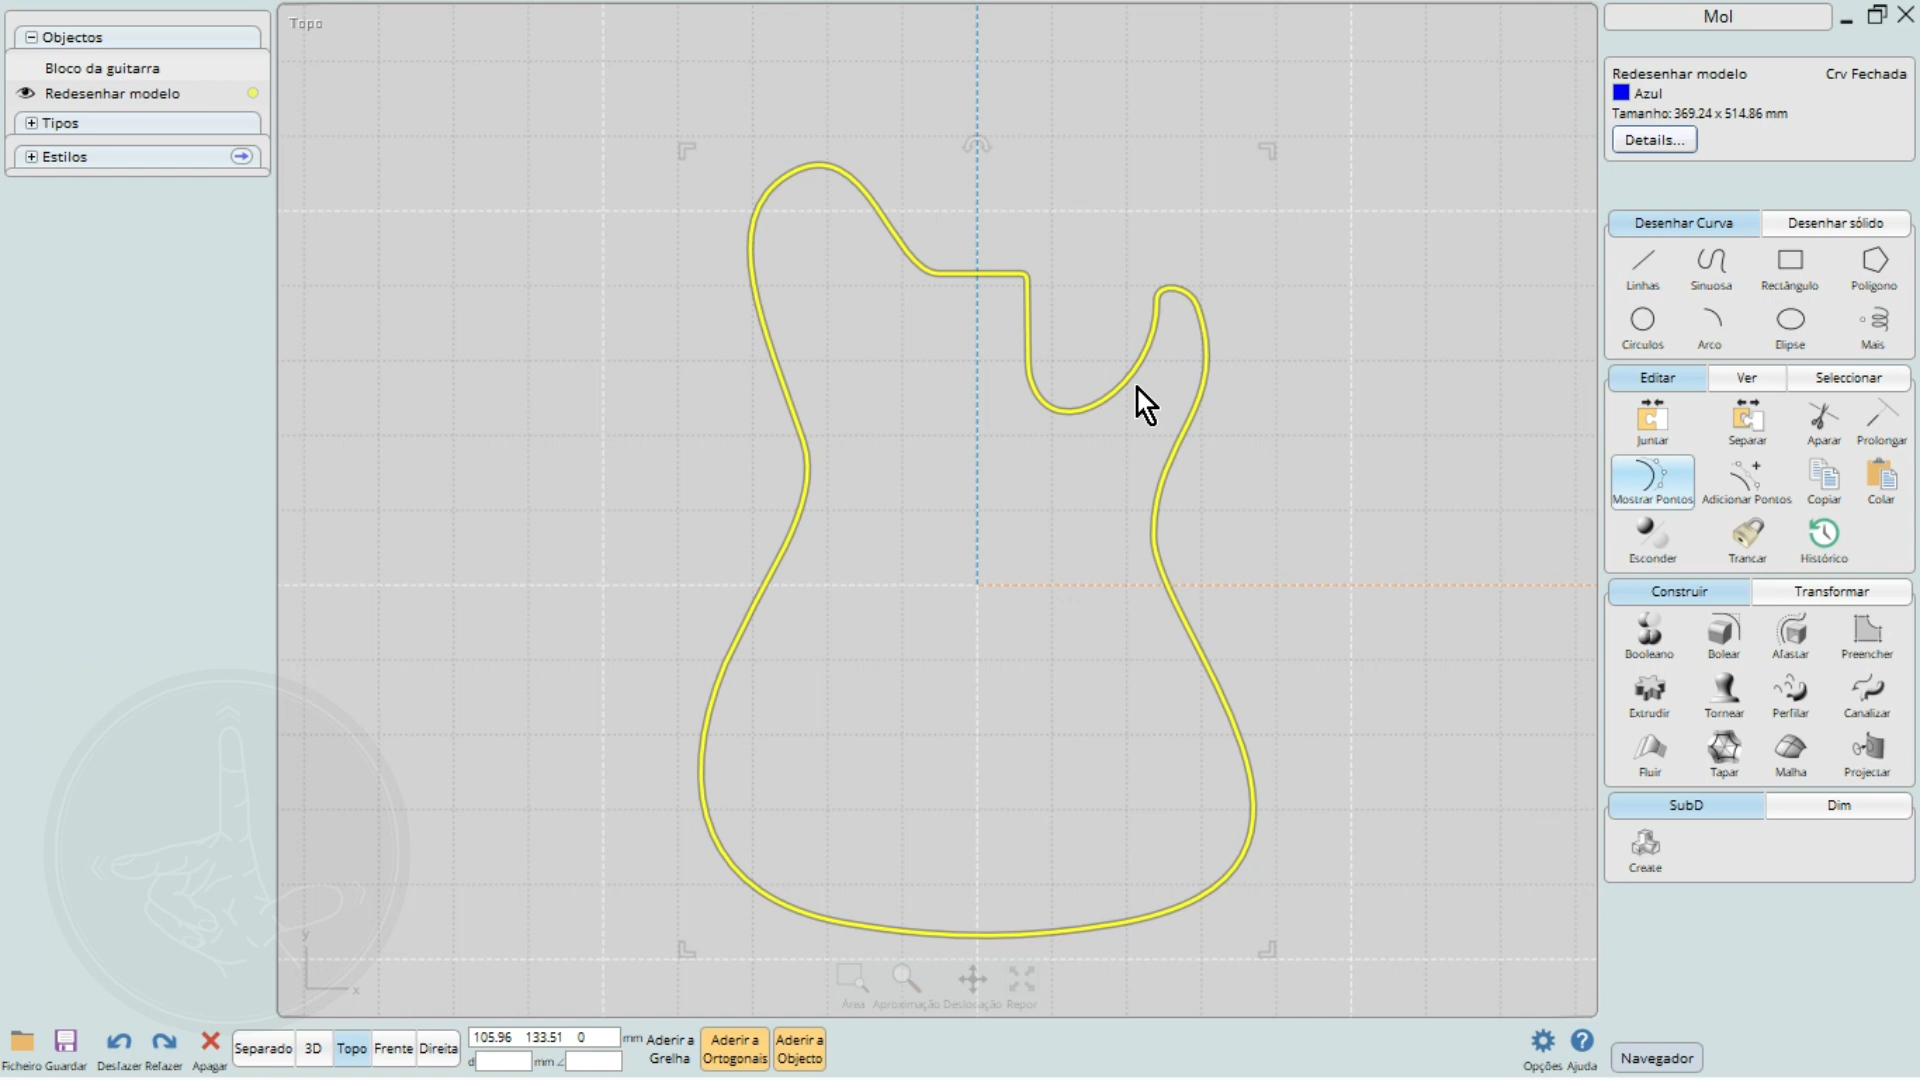 Objectos
Bloco da guitarra
Redesenhar modelo
Tipos
Estilos
Topo
y
x
Área Aproximação Deslocação Repor
MoI
Redesenhar modelo Crv Fechada
Azul
Tamanho: 369.24 x 514.86 mm
Details...
Desenhar Curva Desenhar sólido
Linhas Sinuosa Rectângulo Polígono
Círculos Arco Elipse Mais
Editar Ver Seleccionar
Juntar Separar Aparar Prolongar
Mostrar Pontos Adicionar Pontos Copiar Colar
Esconder Trancar Histórico
Construir Transformar
Booleano Bolear Afastar Preencher
Extrudir Tornear Perfilar Canalizar
Fluir Tapar Malha Projectar
SubD Dim
Create
Ficheiro Guardar Desfazer Refazer Apagar
Separado 3D Topo Frente Direita
105.96 133.51 0 mm
d mm ∠
Aderir a Grelha
Aderir a Ortogonais
Aderir a Objecto
Opções Ajuda
Navegador